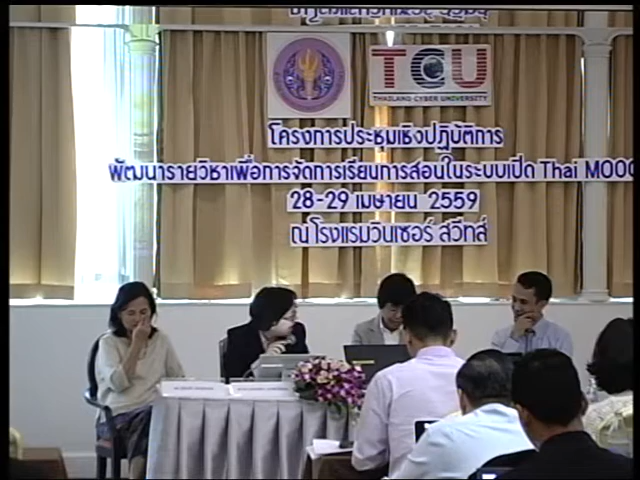 TCU
THAILAND CYBER UNIVERSITY
โครงการประชุมเชิงปฏิบัติการ
พัฒนารายวิชาเพื่อการจัดการเรียนการสอนในระบบเปิด Thai MOOC
28-29 เมษายน 2559
ณ โรงแรมวินเซอร์ สวีทส์